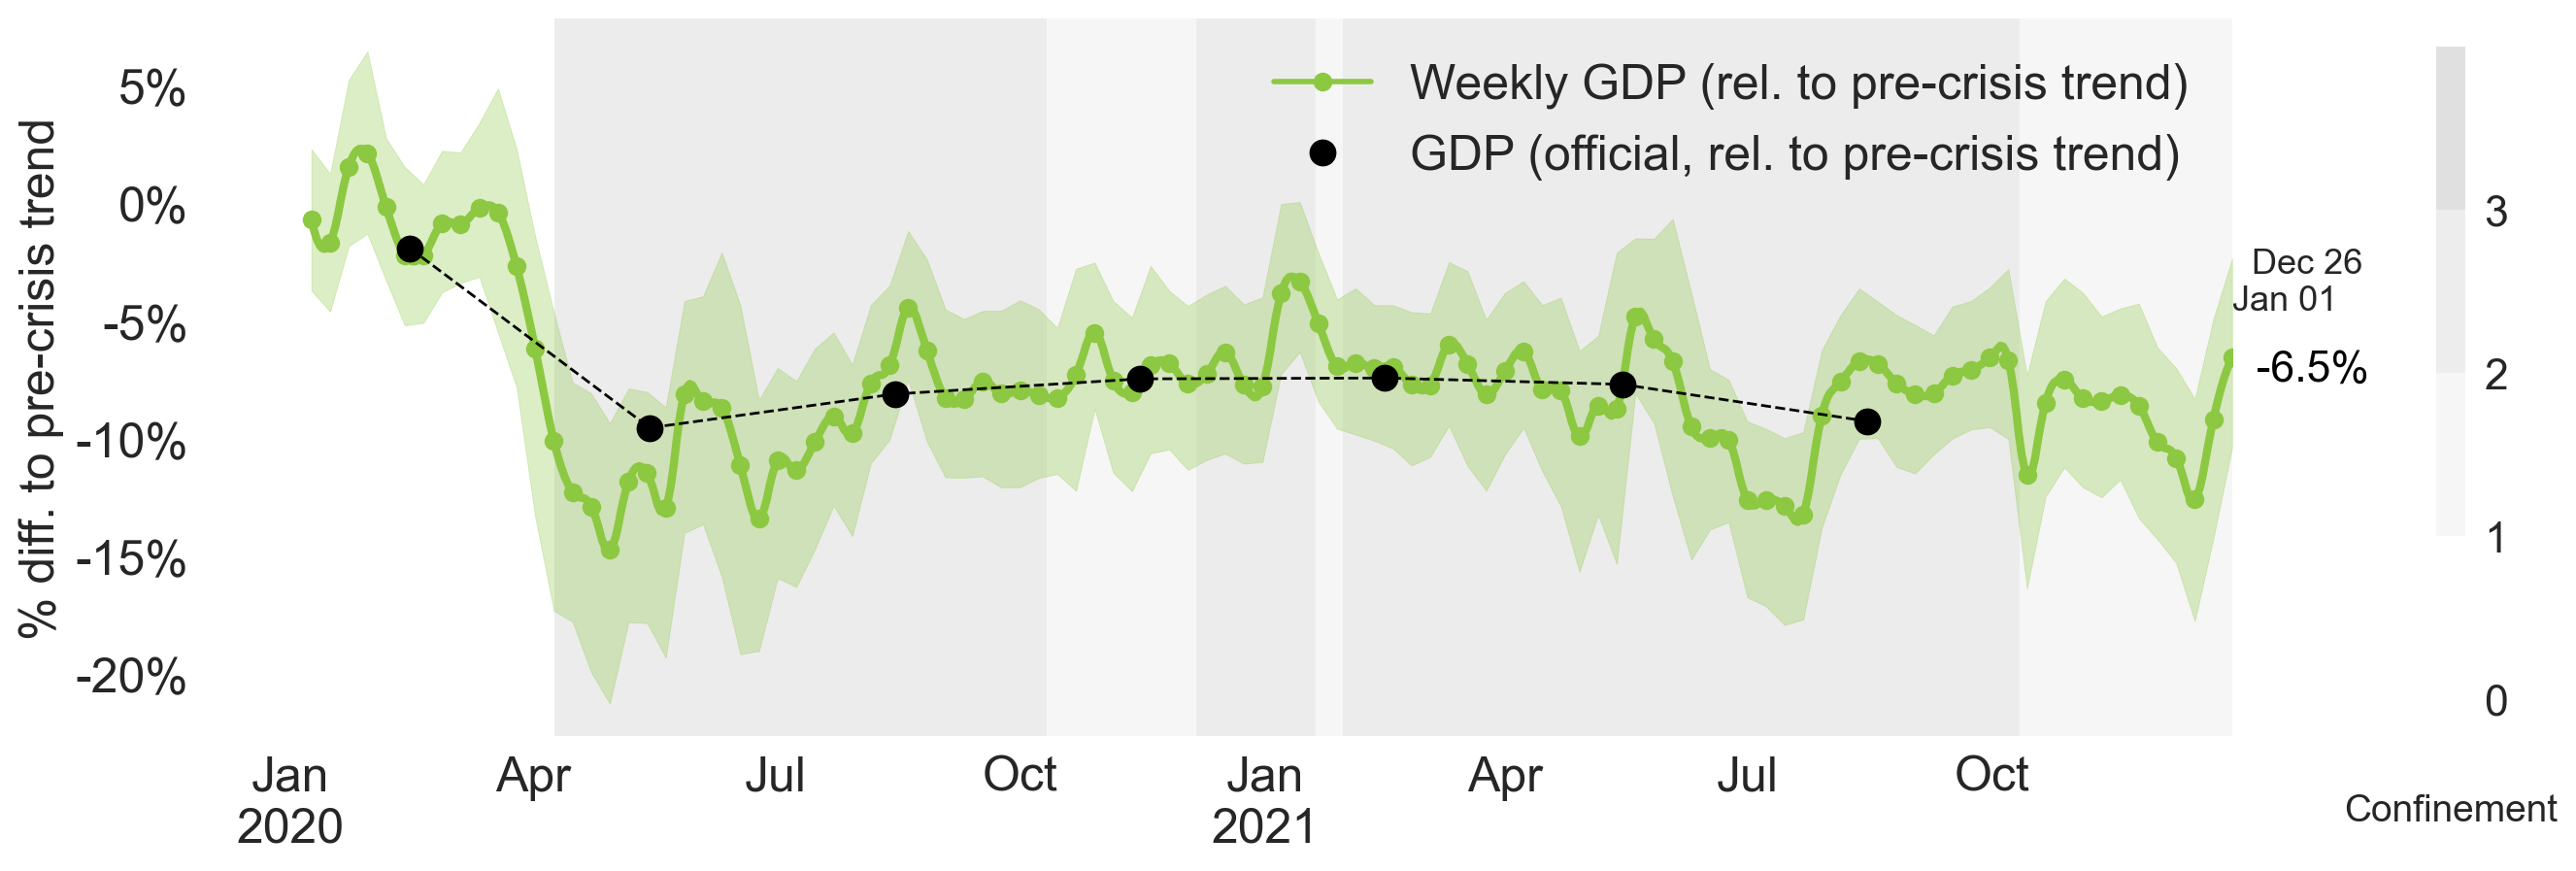 % diff. to pre-crisis trend
5%
0%
-5%
-10%
-15%
-20%
Weekly GDP (rel. to pre-crisis trend)
GDP (official, rel. to pre-crisis trend)
Dec 26
Jan 01
-6.5%
3
2
1
0
Confinement
Jan Apr Jul Oct Jan Apr Jul Oct
2020 2021